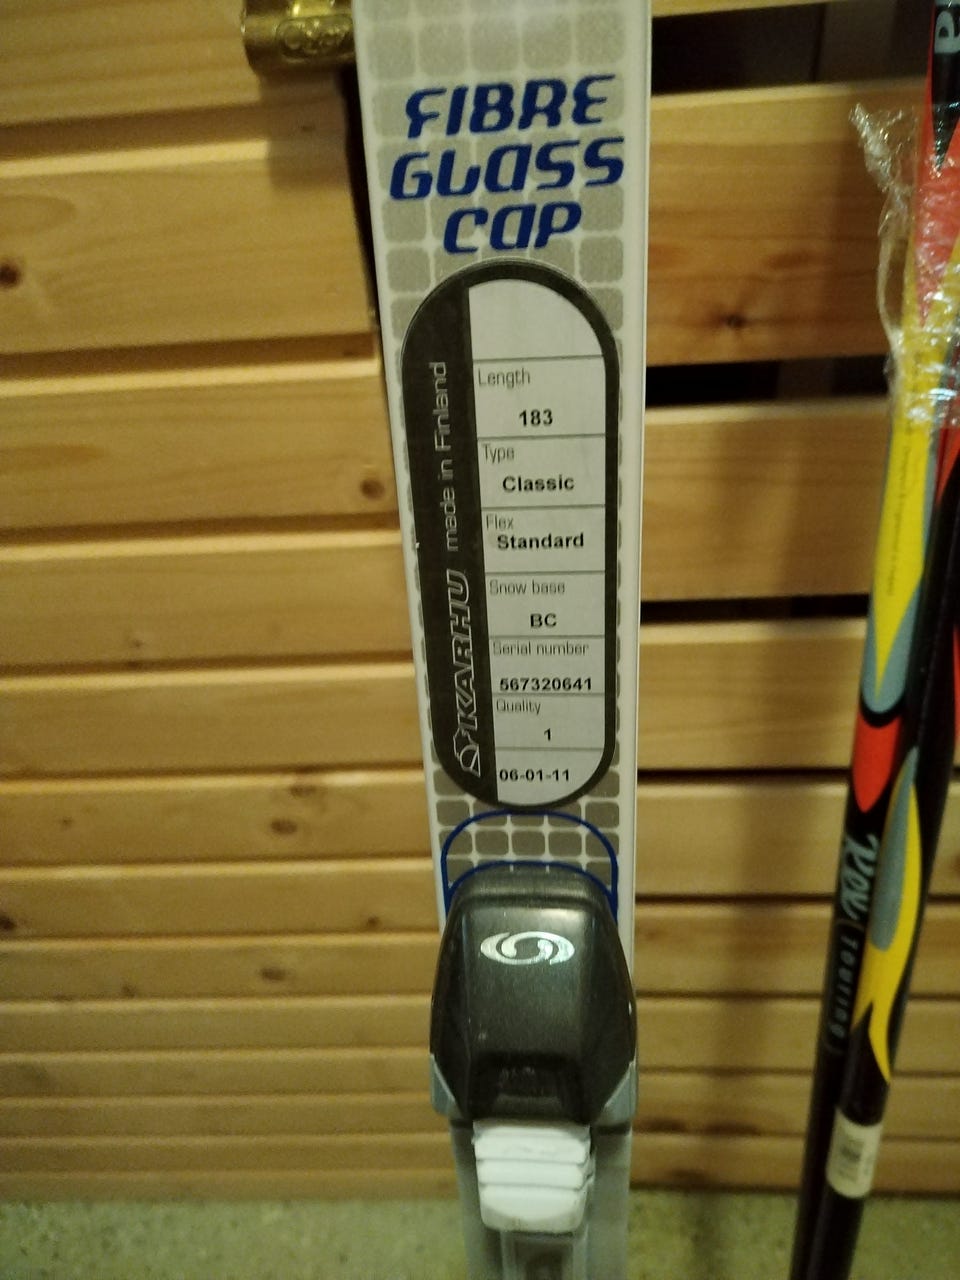 FIBRE
GLASS
CAP
KARHU made in Finland
Length
183
Type
Classic
Flex
Standard
Snow base
BC
Serial number
567320641
Quality
1
06-01-11
Touring